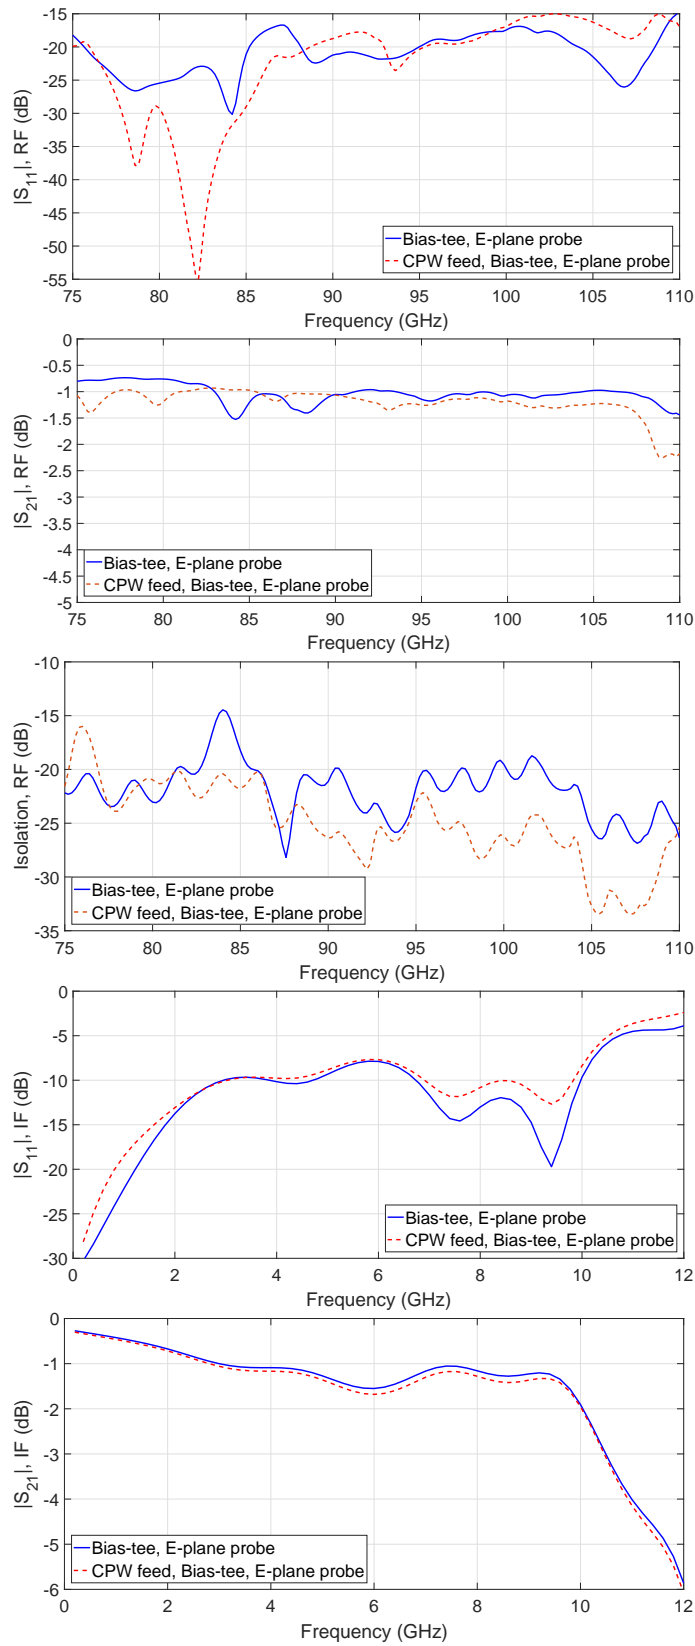 -15
-20
-25
-30
-35
-40
-45
-50
-55
|S11|, RF (dB)
Bias-tee, E-plane probe
CPW feed, Bias-tee, E-plane probe
75 80 85 90 95 100 105 110
Frequency (GHz)
0
-0.5
-1
-1.5
-2
-2.5
-3
-3.5
-4
-4.5
-5
|S21|, RF (dB)
Bias-tee, E-plane probe
CPW feed, Bias-tee, E-plane probe
75 80 85 90 95 100 105 110
Frequency (GHz)
-10
-15
-20
-25
-30
-35
Isolation, RF (dB)
Bias-tee, E-plane probe
CPW feed, Bias-tee, E-plane probe
75 80 85 90 95 100 105 110
Frequency (GHz)
0
-5
-10
-15
-20
-25
-30
|S11|, IF (dB)
Bias-tee, E-plane probe
CPW feed, Bias-tee, E-plane probe
0 2 4 6 8 10 12
Frequency (GHz)
0
-1
-2
-3
-4
-5
-6
|S21|, IF (dB)
Bias-tee, E-plane probe
CPW feed, Bias-tee, E-plane probe
0 2 4 6 8 10 12
Frequency (GHz)